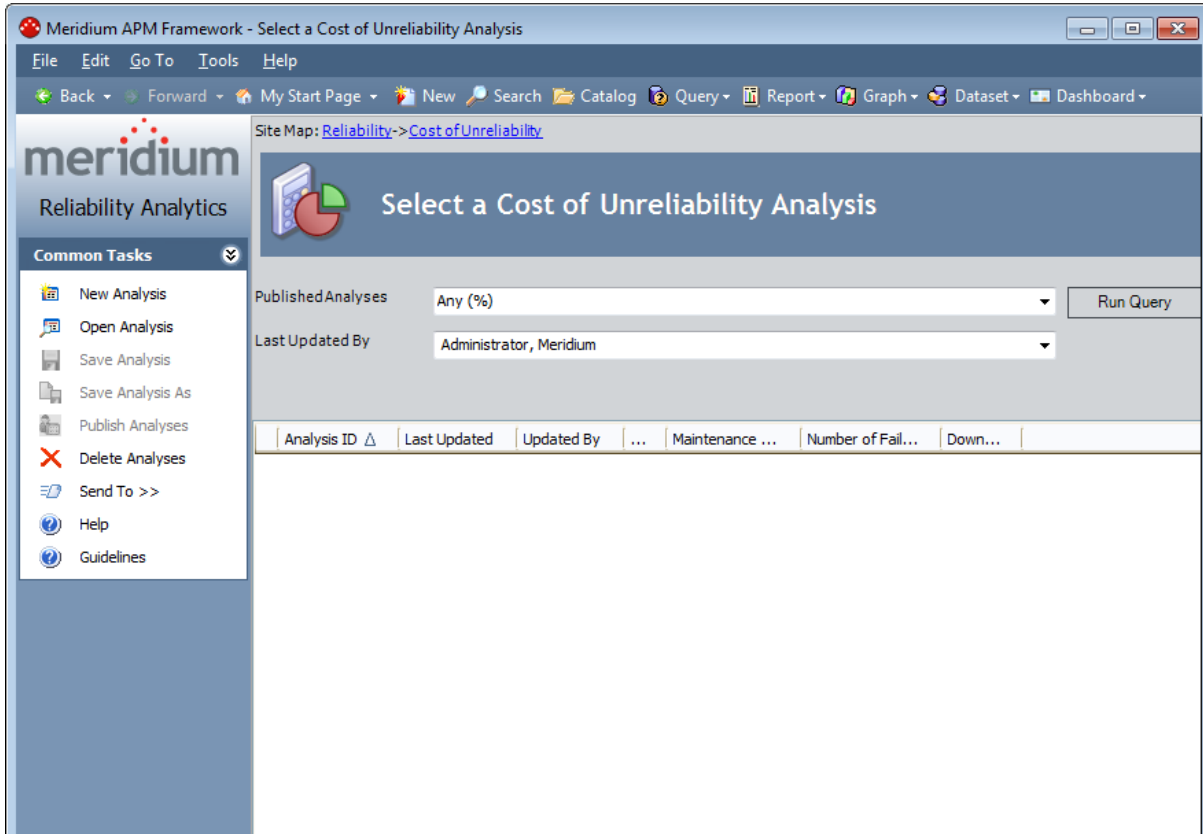 Meridium APM Framework - Select a Cost of Unreliability Analysis
File Edit Go To Tools Help
Back Forward My Start Page New Search Catalog Query Report Graph Dataset Dashboard
Site Map: Reliability->Cost of Unreliability
meridium
Reliability Analytics
Select a Cost of Unreliability Analysis
Common Tasks
New Analysis
Open Analysis
Save Analysis
Save Analysis As
Publish Analyses
Delete Analyses
Send To >>
Help
Guidelines
Published Analyses Any (%) Run Query
Last Updated By Administrator, Meridium
Analysis ID Last Updated Updated By ... Maintenance ... Number of Fail... Down...